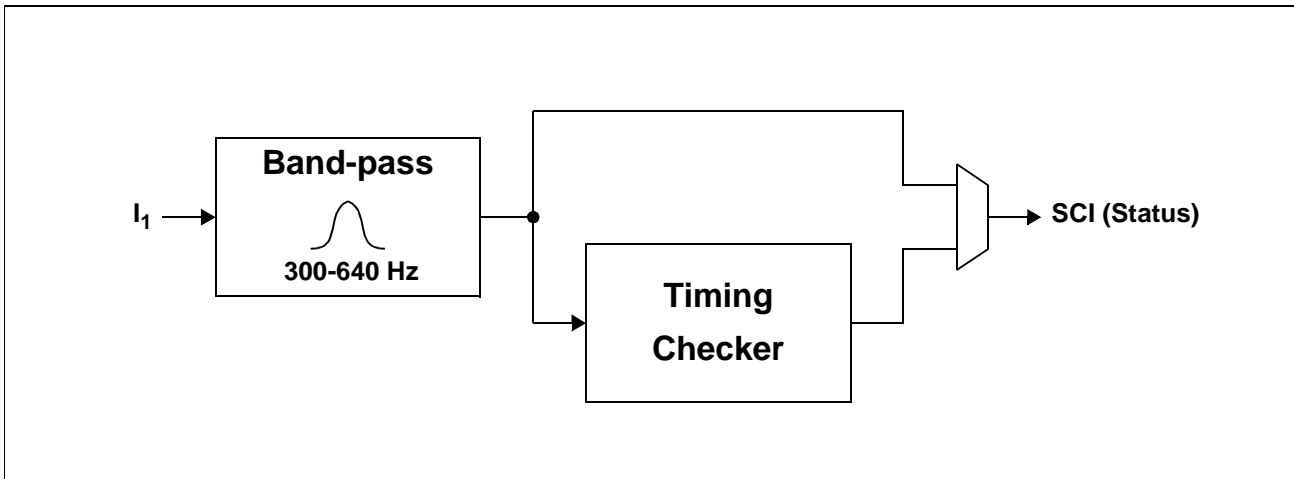 Band-pass
I₁
300-640 Hz
SCI (Status)
Timing
Checker